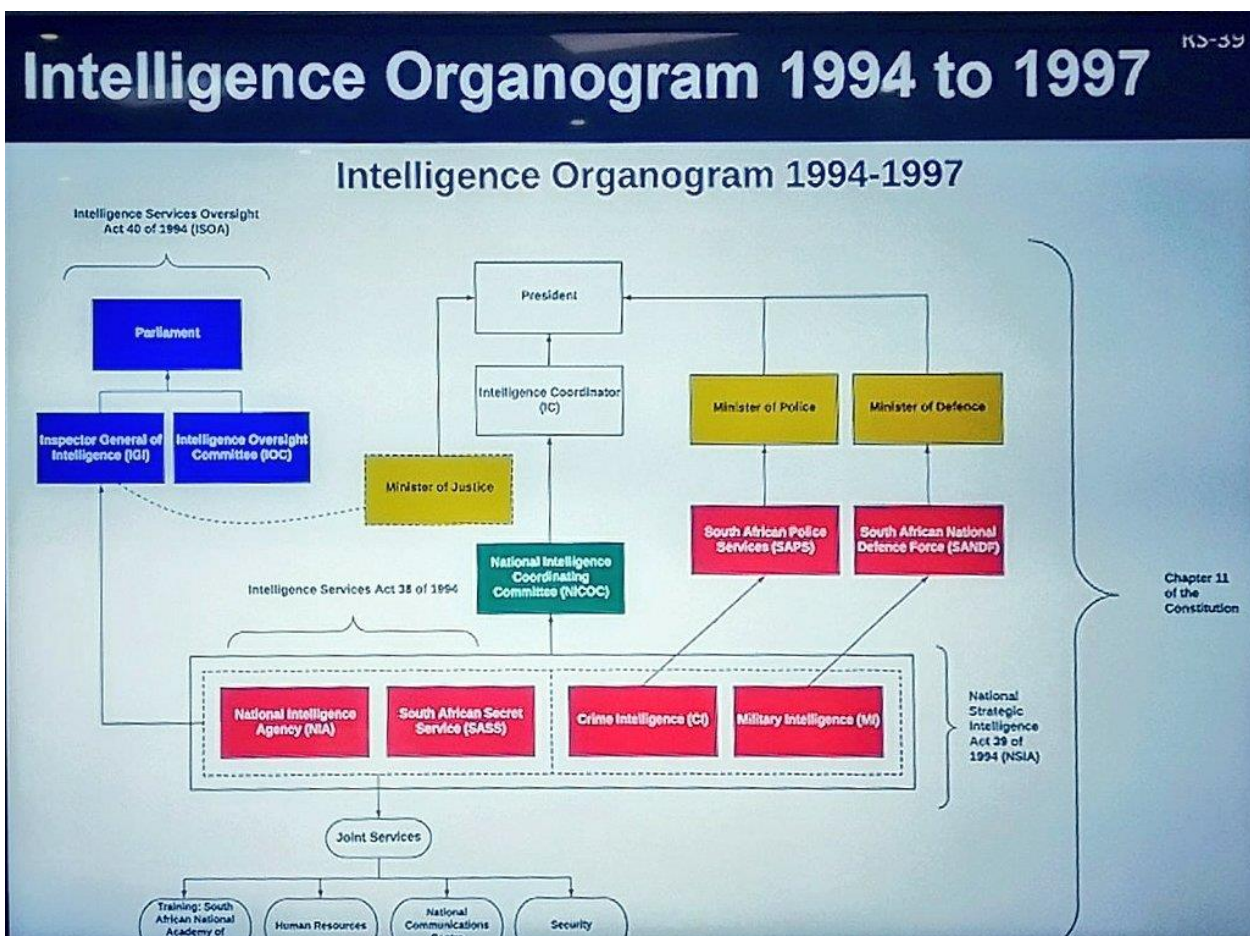 RS-39
Intelligence Organogram 1994 to 1997
Intelligence Organogram 1994-1997
Intelligence Services Oversight
Act 40 of 1994 (ISOA)
Parliament
Inspector General of
Intelligence (IGI)
Intelligence Oversight
Committee (IOC)
President
Intelligence Coordinator
(IC)
Minister of Justice
Minister of Police
Minister of Defence
South African Police
Services (SAPS)
South African National
Defence Force (SANDF)
National Intelligence
Coordinating
Committee (NICOC)
Intelligence Services Act 38 of 1994
National Intelligence
Agency (NIA)
South African Secret
Service (SASS)
Crime Intelligence (CI)
Military Intelligence (MI)
National
Strategic
Intelligence
Act 39 of
1994 (NSIA)
Chapter 11
of the
Constitution
Joint Services
Training: South
African National
Academy of
Human Resources
National
Communications
Security